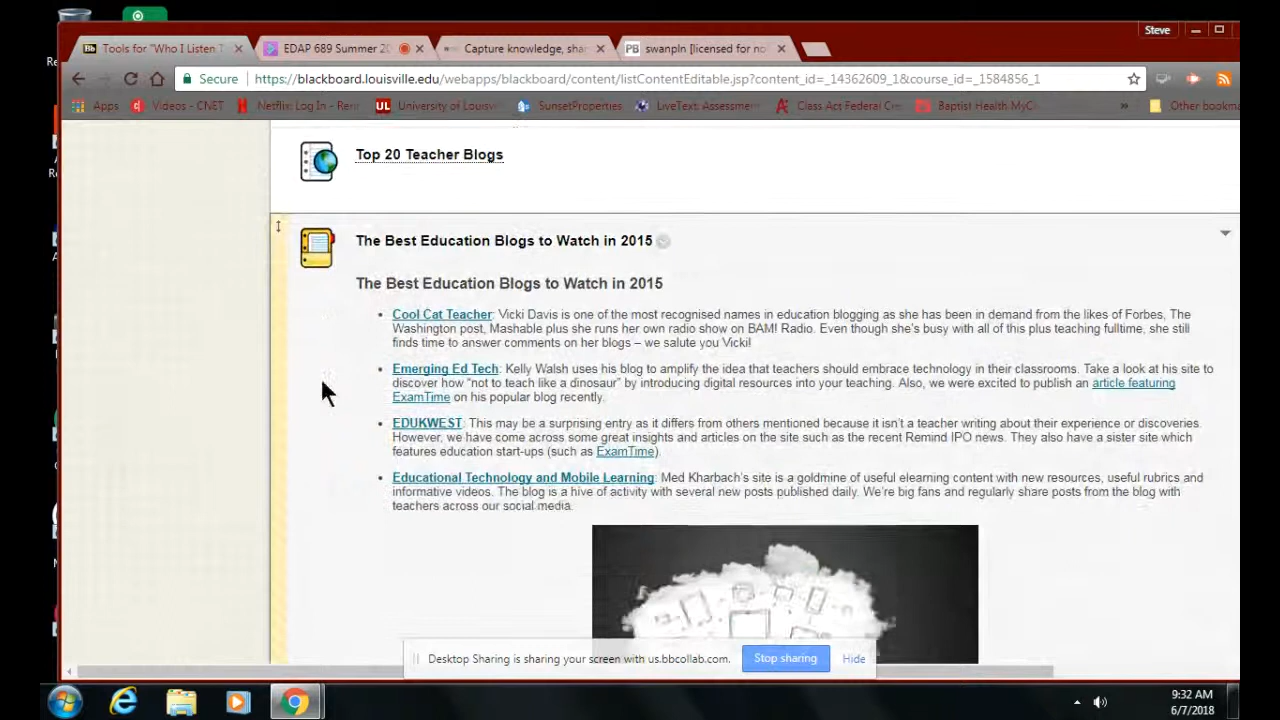 Steve
Tools for "Who I Listen T
EDAP 689 Summer 20
Capture knowledge, shar
swanpln [licensed for no
Secure
https://blackboard.louisville.edu/webapps/blackboard/content/listContentEditable.jsp?content_id=_14362609_1&course_id=_1584856_1
Apps
Videos - CNET
Netflix: Log In - Rent
University of Louisv
SunsetProperties
LiveText: Assessmen
Class Act Federal Cre
Baptist Health MyC
»
Other bookma
Top 20 Teacher Blogs
The Best Education Blogs to Watch in 2015
The Best Education Blogs to Watch in 2015
• Cool Cat Teacher: Vicki Davis is one of the most recognised names in education blogging as she has been in demand from the likes of Forbes, The
Washington post, Mashable plus she runs her own radio show on BAM! Radio. Even though she's busy with all of this plus teaching fulltime, she still
finds time to answer comments on her blogs – we salute you Vicki!
• Emerging Ed Tech: Kelly Walsh uses his blog to amplify the idea that teachers should embrace technology in their classrooms. Take a look at his site to
discover how "not to teach like a dinosaur" by introducing digital resources into your teaching. Also, we were excited to publish an article featuring
ExamTime on his popular blog recently.
• EDUKWEST: This may be a surprising entry as it differs from others mentioned because it isn't a teacher writing about their experience or discoveries.
However, we have come across some great insights and articles on the site such as the recent Remind IPO news. They also have a sister site which
features education start-ups (such as ExamTime).
• Educational Technology and Mobile Learning: Med Kharbach's site is a goldmine of useful elearning content with new resources, useful rubrics and
informative videos. The blog is a hive of activity with several new posts published daily. We're big fans and regularly share posts from the blog with
teachers across our social media.
Desktop Sharing is sharing your screen with us.bbcollab.com.
Stop sharing
Hide
9:32 AM
6/7/2018